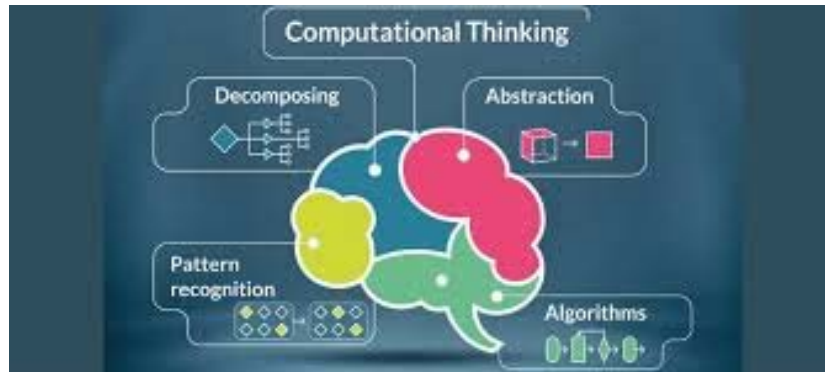 Computational Thinking
Decomposing
Abstraction
Pattern
recognition
Algorithms